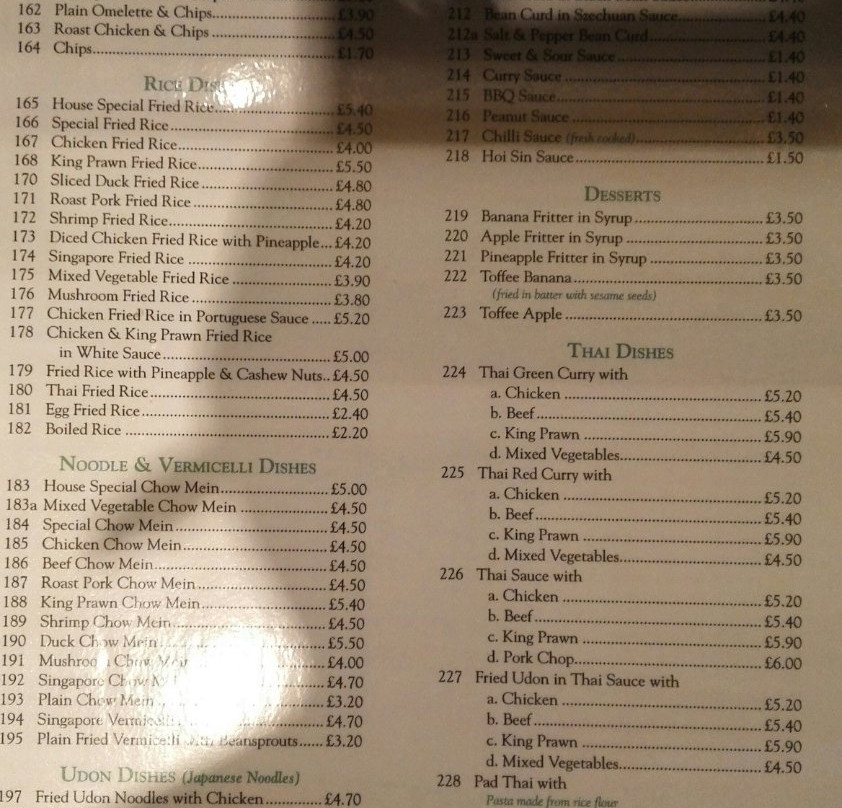 162 Plain Omelette & Chips £3.90
163 Roast Chicken & Chips £4.50
164 Chips £1.70
RICE
165 House Special Fried Rice £5.40
166 Special Fried Rice £4.50
167 Chicken Fried Rice £4.00
168 King Prawn Fried Rice £5.50
170 Sliced Duck Fried Rice £4.80
171 Roast Pork Fried Rice £4.80
172 Shrimp Fried Rice £4.20
173 Diced Chicken Fried Rice with Pineapple £4.20
174 Singapore Fried Rice £4.20
175 Mixed Vegetable Fried Rice £3.90
176 Mushroom Fried Rice £3.80
177 Chicken Fried Rice in Portuguese Sauce £5.20
178 Chicken & King Prawn Fried Rice
in White Sauce £5.00
179 Fried Rice with Pineapple & Cashew Nuts £4.50
180 Thai Fried Rice £4.50
181 Egg Fried Rice £2.40
182 Boiled Rice £2.20
NOODLE & VERMICELLI DISHES
183 House Special Chow Mein £5.00
183a Mixed Vegetable Chow Mein £4.50
184 Special Chow Mein £4.50
185 Chicken Chow Mein £4.50
186 Beef Chow Mein £4.50
187 Roast Pork Chow Mein £4.50
188 King Prawn Chow Mein £5.40
189 Shrimp Chow Mein £4.50
190 Duck Chow Mein £5.50
191 Mushroom Chow Mein £4.00
192 Singapore Chow £4.70
193 Plain Chow Mein £3.20
194 Singapore Vermicelli £4.70
195 Plain Fried Vermicelli with Beansprouts £3.20
UDON DISHES (Japanese Noodles)
197 Fried Udon Noodles with Chicken £4.70
212 Bean Curd in Szechuan Sauce £4.40
212a Salt & Pepper Bean Curd £4.40
213 Sweet & Sour Sauce £1.40
214 Curry Sauce £1.40
215 BBQ Sauce £1.40
216 Peanut Sauce £1.40
217 Chilli Sauce (fresh cooked) £3.50
218 Hoi Sin Sauce £1.50
DESSERTS
219 Banana Fritter in Syrup £3.50
220 Apple Fritter in Syrup £3.50
221 Pineapple Fritter in Syrup £3.50
222 Toffee Banana £3.50
(fried in batter with sesame seeds)
223 Toffee Apple £3.50
THAI DISHES
224 Thai Green Curry with
a. Chicken £5.20
b. Beef £5.40
c. King Prawn £5.90
d. Mixed Vegetables £4.50
225 Thai Red Curry with
a. Chicken £5.20
b. Beef £5.40
c. King Prawn £5.90
d. Mixed Vegetables £4.50
226 Thai Sauce with
a. Chicken £5.20
b. Beef £5.40
c. King Prawn £5.90
d. Pork Chop £6.00
227 Fried Udon in Thai Sauce with
a. Chicken £5.20
b. Beef £5.40
c. King Prawn £5.90
d. Mixed Vegetables £4.50
228 Pad Thai with
Pasta made from rice flour